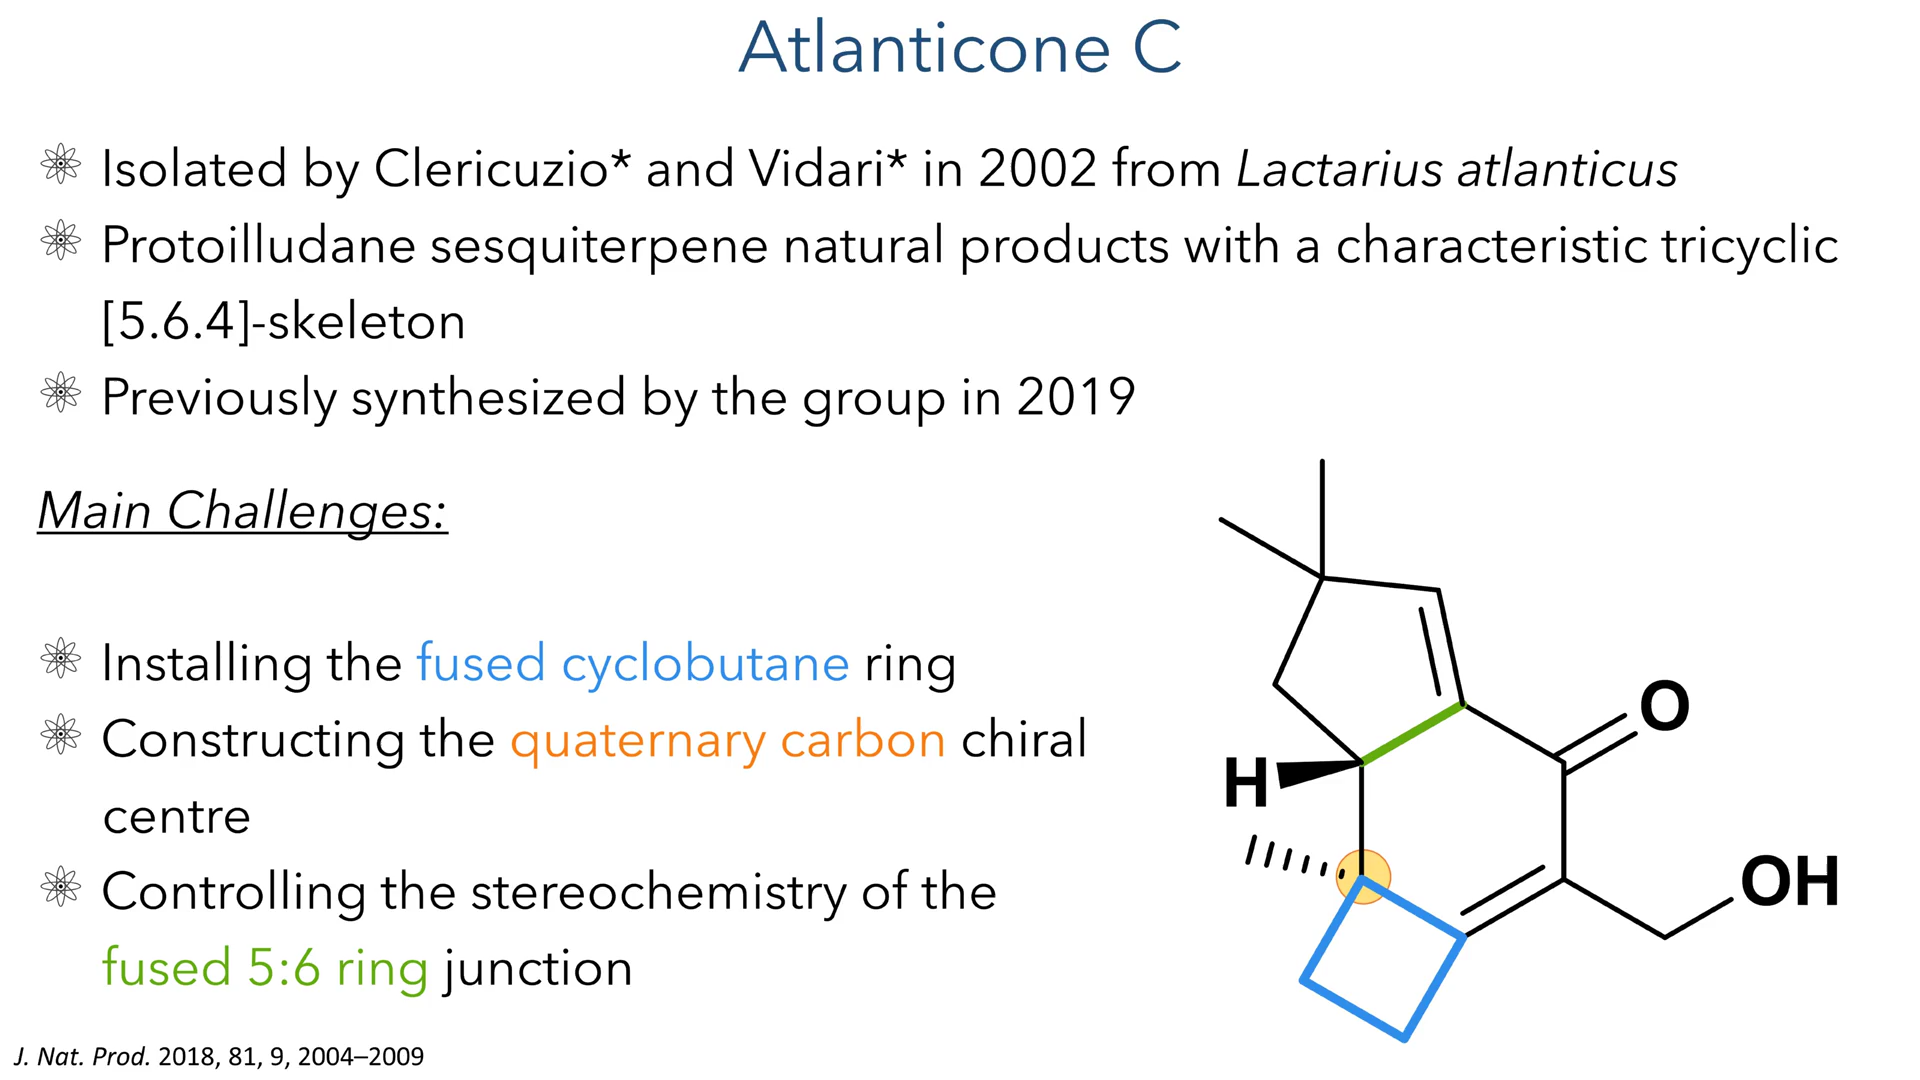 Atlanticone C
Isolated by Clericuzio* and Vidari* in 2002 from Lactarius atlanticus
Protoilludane sesquiterpene natural products with a characteristic tricyclic
[5.6.4]-skeleton
Previously synthesized by the group in 2019
Main Challenges:
Installing the fused cyclobutane ring
Constructing the quaternary carbon chiral
centre
Controlling the stereochemistry of the
fused 5:6 ring junction
O
H
OH
J. Nat. Prod. 2018, 81, 9, 2004–2009